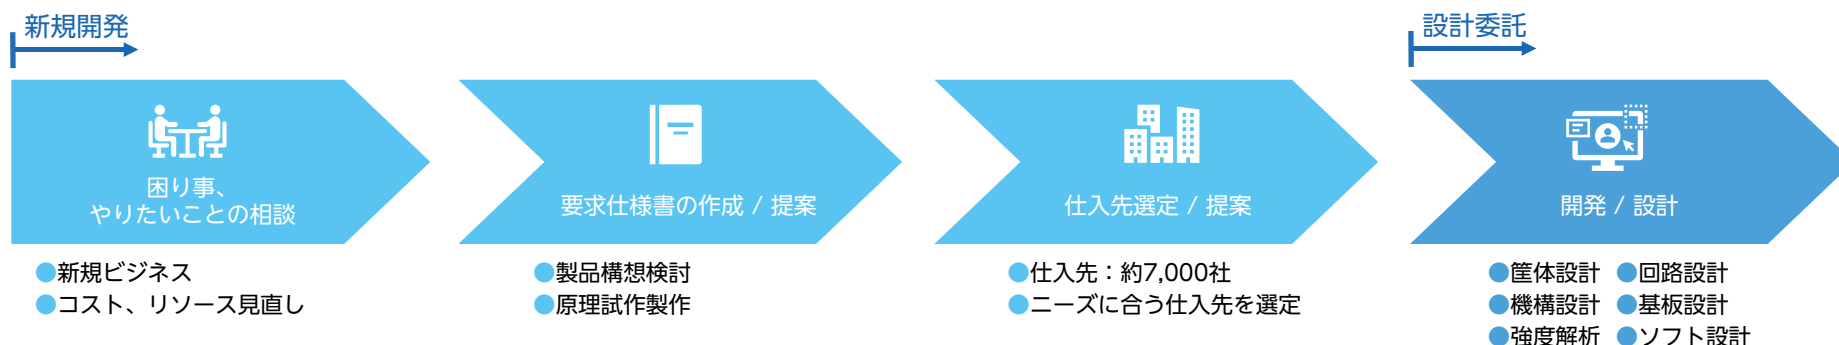 新規開発
設計委託
困り事、
やりたいことの相談
要求仕様書の作成 / 提案
仕入先選定 / 提案
開発 / 設計
●新規ビジネス
●コスト、リソース見直し
●製品構想検討
●原理試作製作
●仕入先：約7,000社
●ニーズに合う仕入先を選定
●筐体設計 ●回路設計
●機構設計 ●基板設計
●強度解析 ●ソフト設計